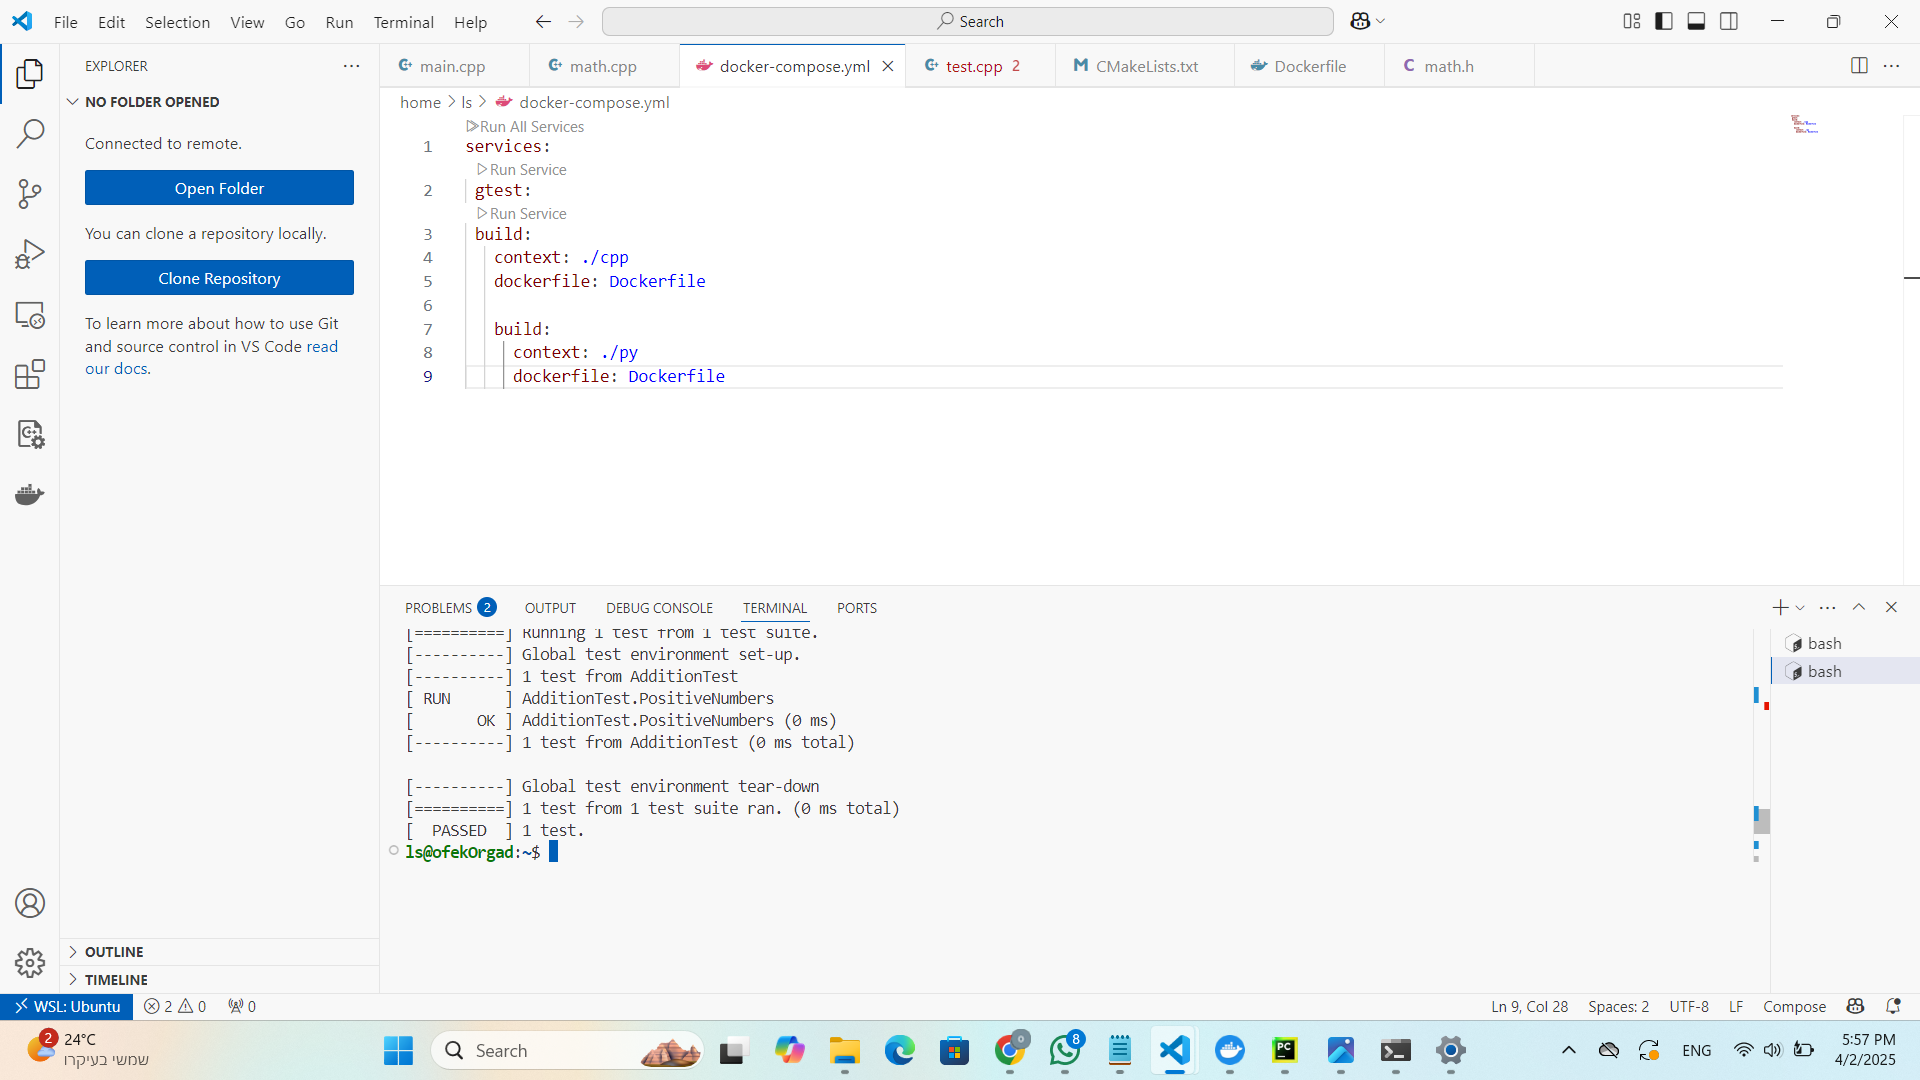 File Edit Selection View Go Run Terminal Help
Search
EXPLORER
NO FOLDER OPENED
Connected to remote.
Open Folder
You can clone a repository locally.
Clone Repository
To learn more about how to use Git
and source control in VS Code read
our docs.
OUTLINE
TIMELINE
main.cpp
math.cpp
docker-compose.yml
test.cpp 2
CMakeLists.txt
Dockerfile
math.h
home > ls > docker-compose.yml
Run All Services
1 services:
Run Service
2 gtest:
Run Service
3 build:
4 context: ./cpp
5 dockerfile: Dockerfile
6
7 build:
8 context: ./py
9 dockerfile: Dockerfile
PROBLEMS 2 OUTPUT DEBUG CONSOLE TERMINAL PORTS
[==========] Running 1 test from 1 test suite.
[----------] Global test environment set-up.
[----------] 1 test from AdditionTest
[ RUN      ] AdditionTest.PositiveNumbers
[       OK ] AdditionTest.PositiveNumbers (0 ms)
[----------] 1 test from AdditionTest (0 ms total)
[----------] Global test environment tear-down
[==========] 1 test from 1 test suite ran. (0 ms total)
[  PASSED  ] 1 test.
ls@ofekOrgad:~$
bash
bash
WSL: Ubuntu 2 0 0
Ln 9, Col 28 Spaces: 2 UTF-8 LF Compose
2
24°C
שמשי בעיקרו
Search
0
8
PC
ENG
5:57 PM
4/2/2025